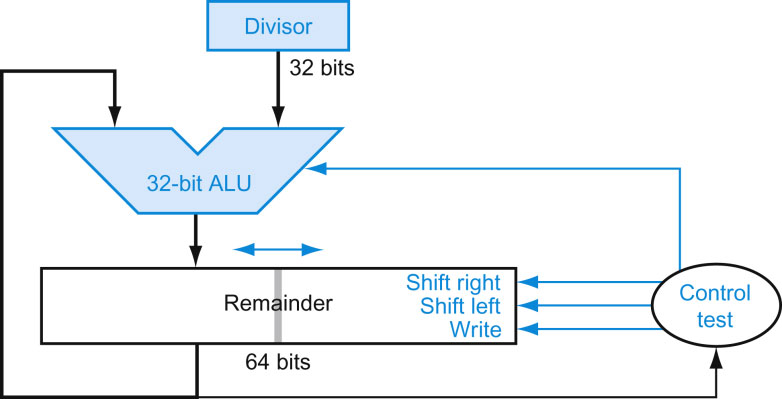 Divisor
32 bits
32-bit ALU
Remainder
Shift right
Shift left
Write
Control
test
64 bits